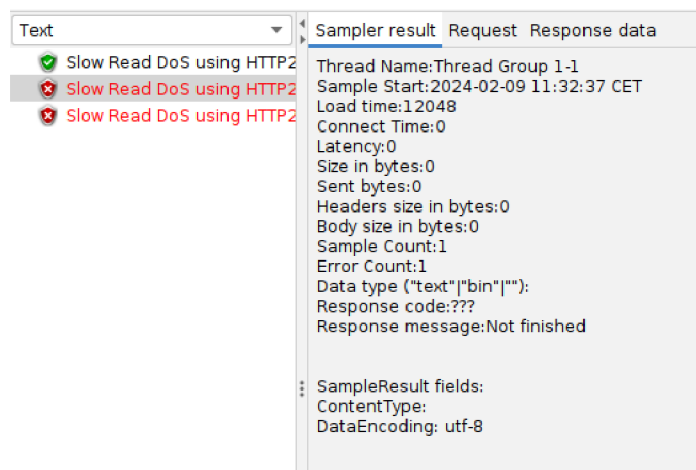 Text
Slow Read DoS using HTTP2
Slow Read DoS using HTTP2
Slow Read DoS using HTTP2
Sampler result Request Response data
Thread Name:Thread Group 1-1
Sample Start:2024-02-09 11:32:37 CET
Load time:12048
Connect Time:0
Latency:0
Size in bytes:0
Sent bytes:0
Headers size in bytes:0
Body size in bytes:0
Sample Count:1
Error Count:1
Data type ("text"|"bin"|""):
Response code:???
Response message:Not finished
SampleResult fields:
ContentType:
DataEncoding: utf-8